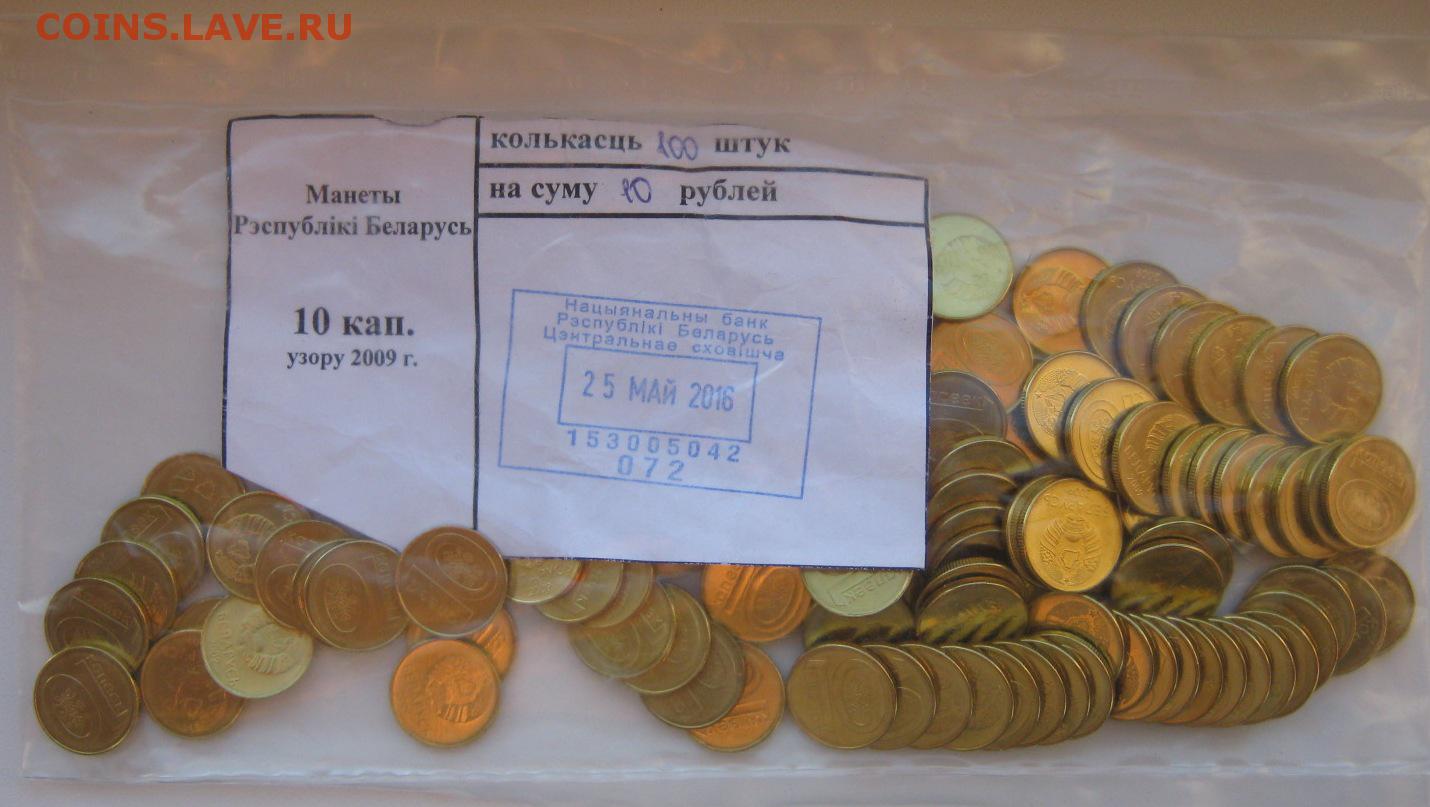 COINS.LAVE.RU
Манеты
Рэспублікі Беларусь
10 кап.
узору 2009 г.
колькасць 100 штук
на суму 10 рублей
Нацыянальны банк
Рэспублікі Беларусь
Цэнтральнае сховішча
25 МАЙ 2016
153005042
072